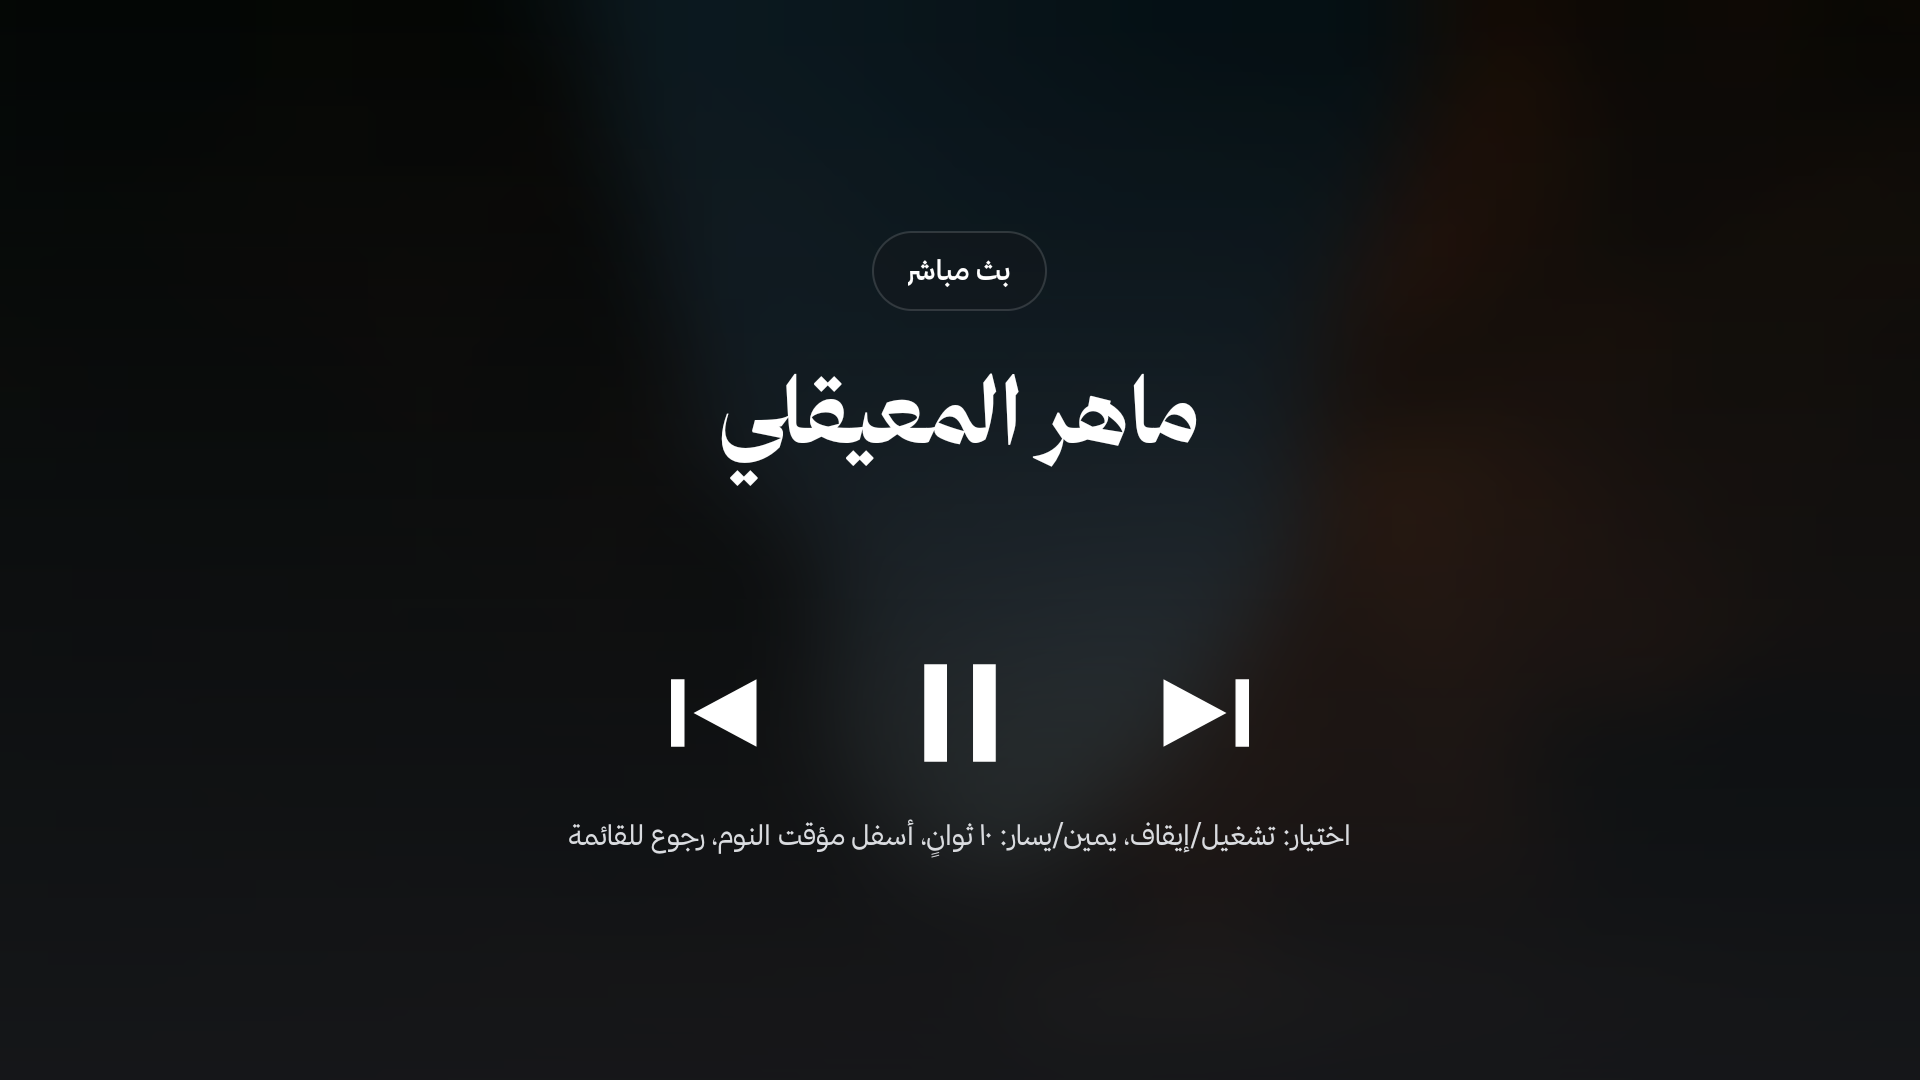 بث مباشر
ماهر المعيقلي
اختيار: تشغيل/إيقاف، يمين/يسار: ١٠ ثوانٍ، أسفل مؤقت النوم، رجوع للقائمة